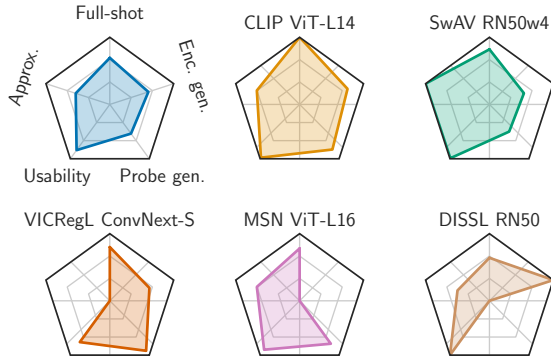 Full-shot
CLIP ViT-L14
SwAV RN50w4
Approx.
Enc. gen.
Usability
Probe gen.
VICRegL ConvNext-S
MSN ViT-L16
DISSL RN50